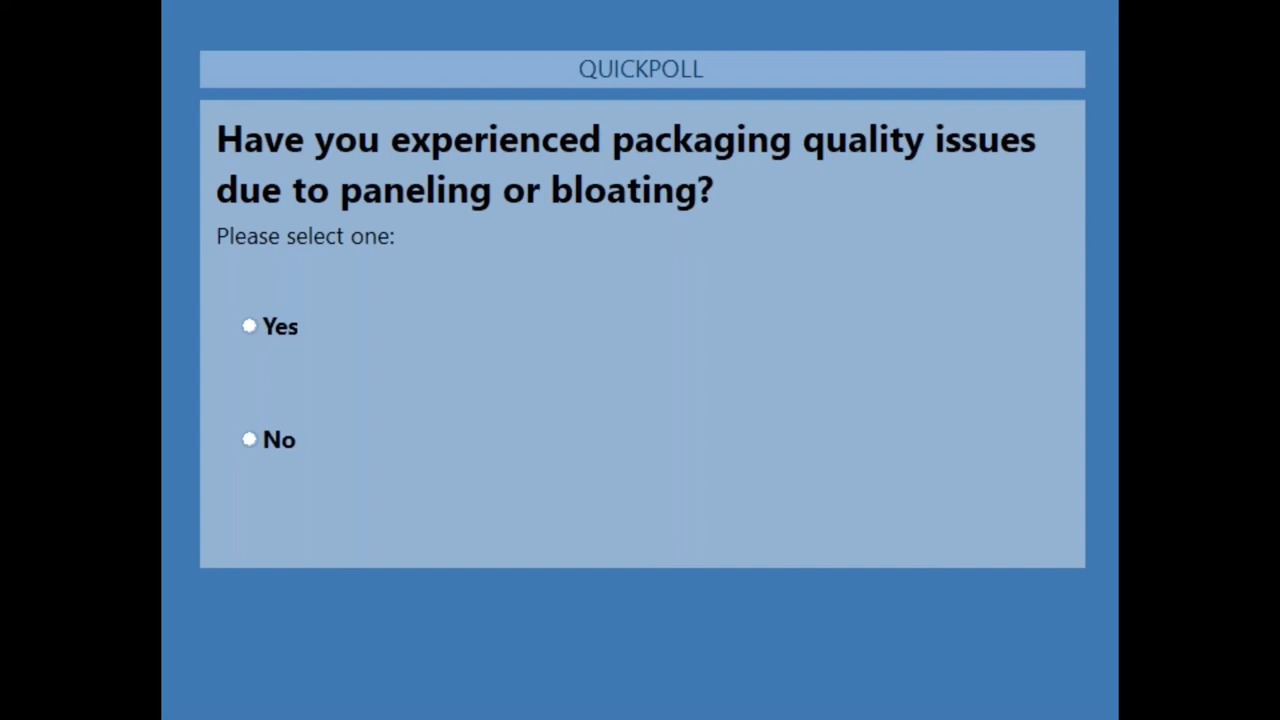 QUICKPOLL
Have you experienced packaging quality issues
due to paneling or bloating?
Please select one:
Yes
No